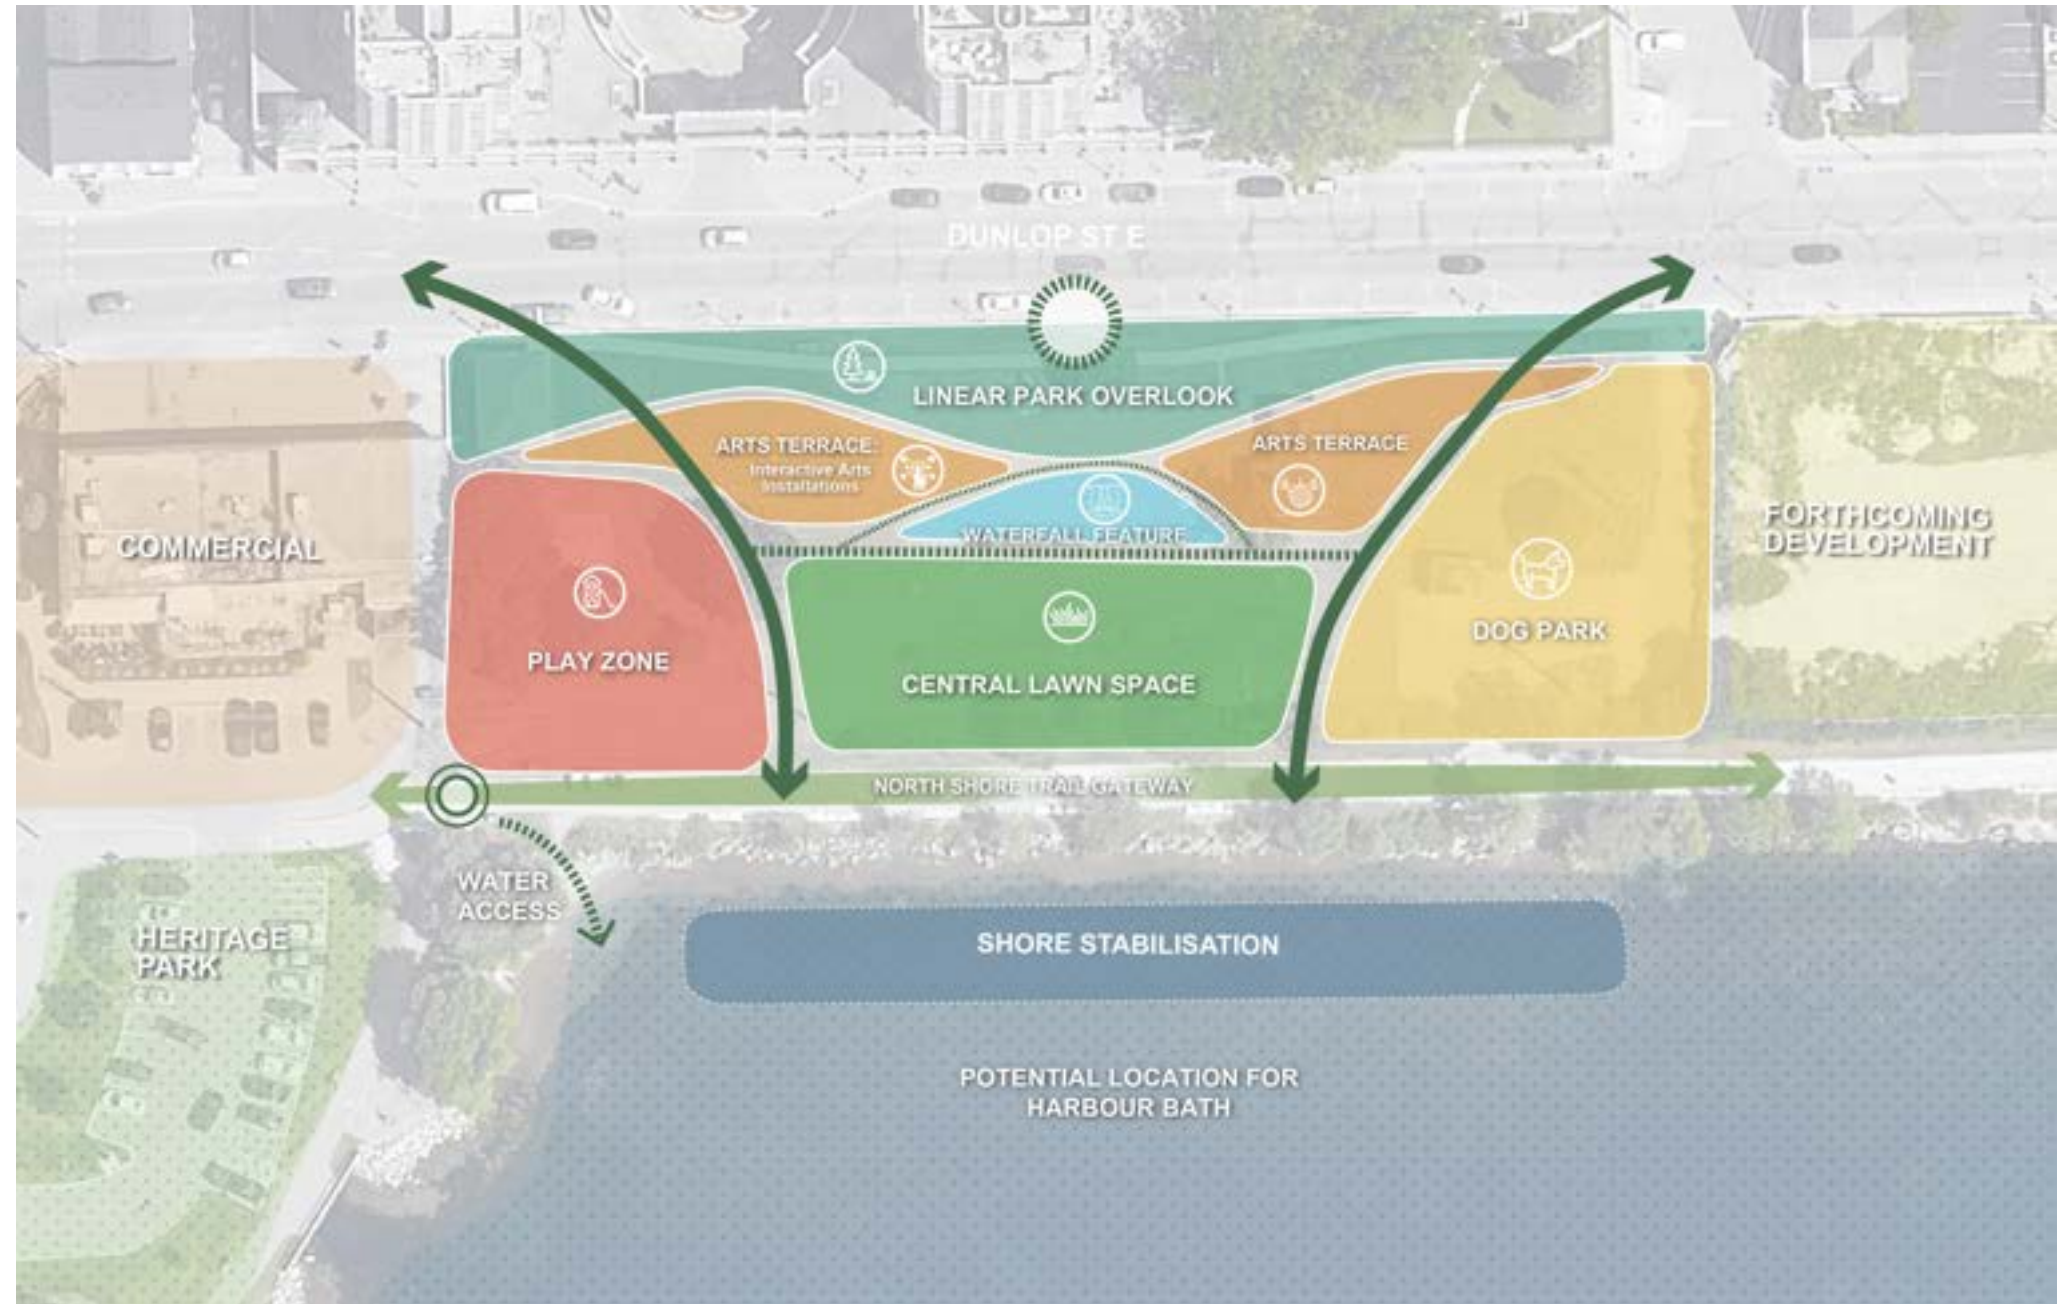 DUNLOP ST E
LINEAR PARK OVERLOOK
ARTS TERRACE:
Interactive Arts
Installations
ARTS TERRACE
WATERFALL FEATURE
COMMERCIAL
PLAY ZONE
CENTRAL LAWN SPACE
DOG PARK
FORTHCOMING
DEVELOPMENT
NORTH SHORE TRAIL GATEWAY
WATER
ACCESS
HERITAGE
PARK
SHORE STABILISATION
POTENTIAL LOCATION FOR
HARBOUR BATH